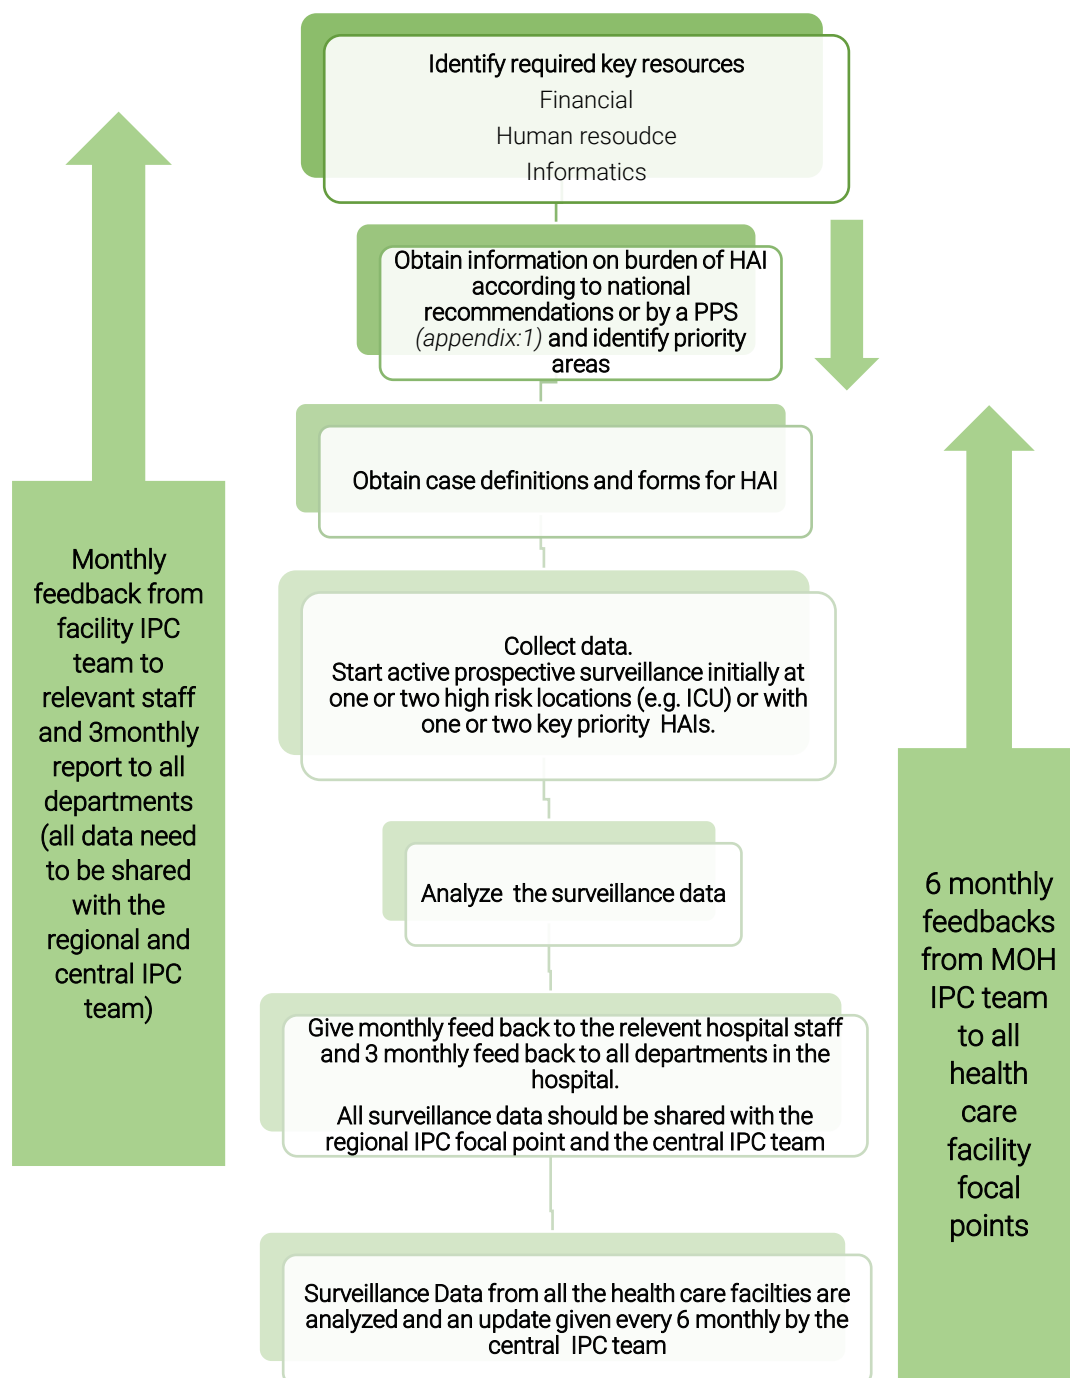 Identify required key resources
Financial
Human resoudce
Informatics
Obtain information on burden of HAI
according to national
recommendations or by a PPS
(appendix:1) and identify priority
areas
Obtain case definitions and forms for HAI
Collect data.
Start active prospective surveillance initially at
one or two high risk locations (e.g. ICU) or with
one or two key priority  HAIs.
Analyze  the surveillance data
Give monthly feed back to the relevent hospital staff
and 3 monthly feed back to all departments in the
hospital.
All surveillance data should be shared with the
regional IPC focal point and the central IPC team
Surveillance Data from all the health care facilties are
analyzed and an update given every 6 monthly by the
central  IPC team
Monthly
feedback from
facility IPC
team to
relevant staff
and 3monthly
report to all
departments
(all data need
to be shared
with the
regional and
central IPC
team)
6 monthly
feedbacks
from MOH
IPC team
to all
health
care
facility
focal
points